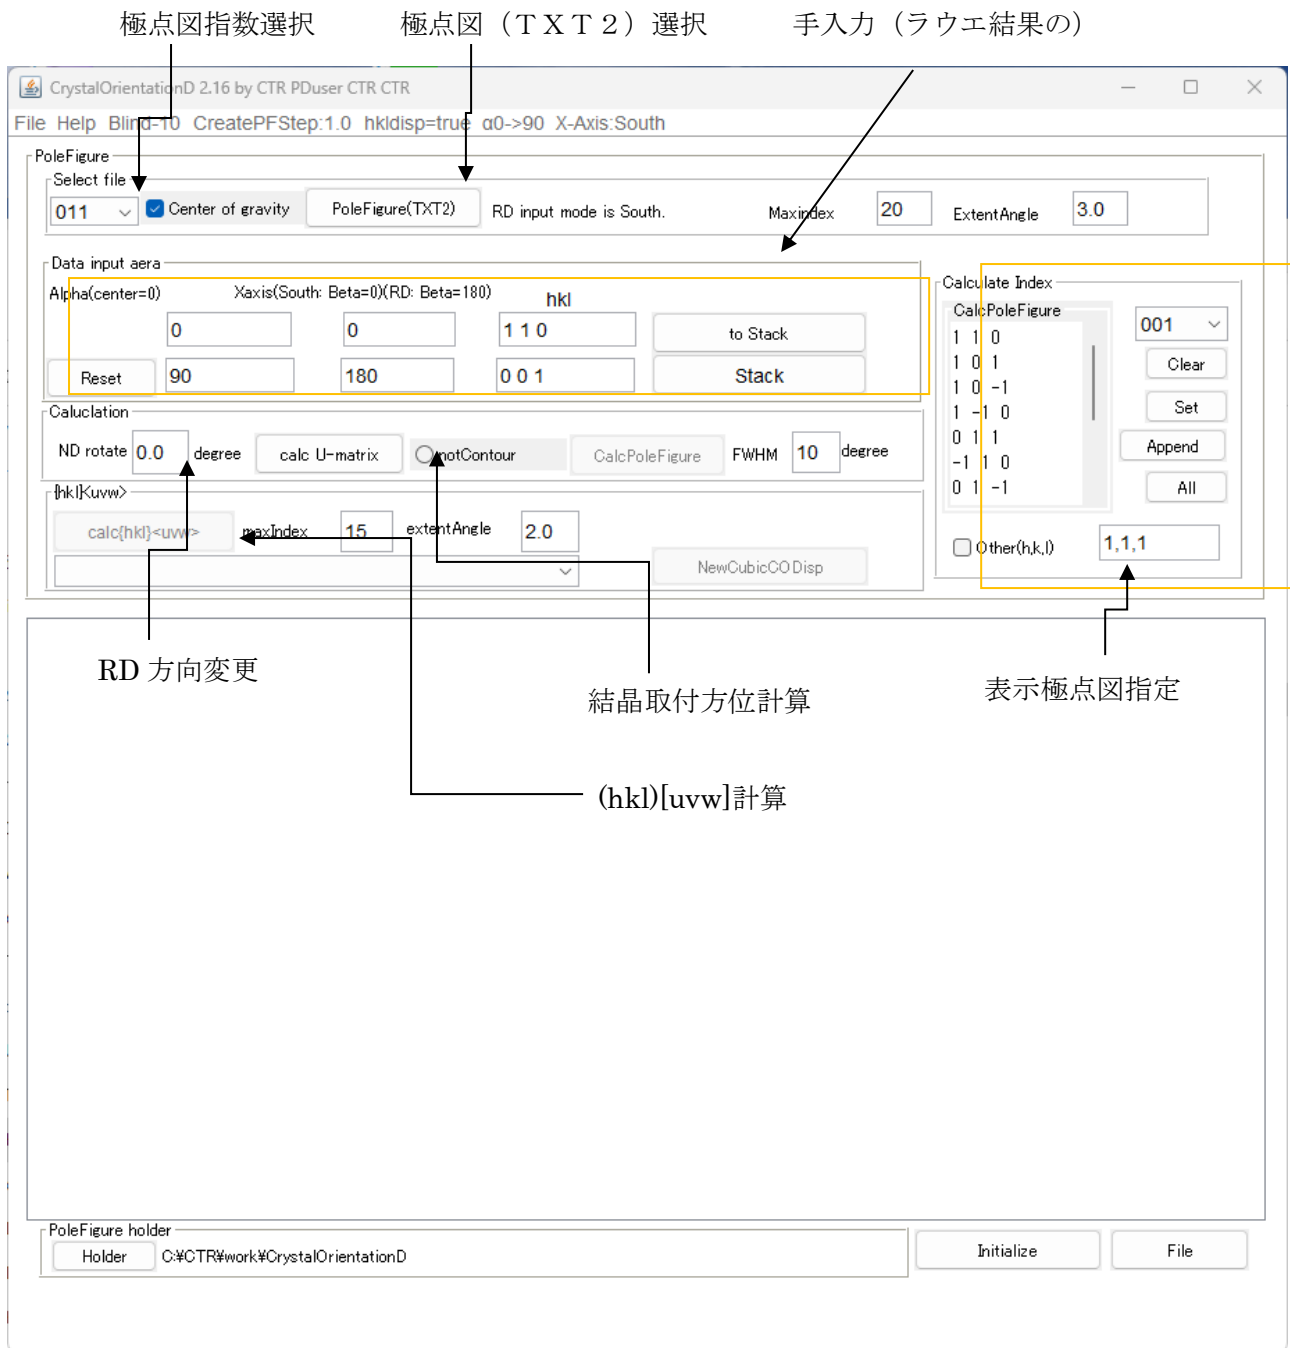 極点図指数選択 極点図（ＴＸＴ２）選択 手入力（ラウエ結果の）
CrystalOrientationD 2.16 by CTR PDuser CTR CTR
File Help Blind-10 CreatePFStep:1.0 hkldisp=true α0->90 X-Axis:South
PoleFigure
Select file
011 Center of gravity PoleFigure(TXT2) RD input mode is South. Maxindex 20 ExtentAngle 3.0
Data input aera
Alpha(center=0) Xaxis(South: Beta=0)(RD: Beta=180) hkl
0 0 1 1 0 to Stack
Reset 90 180 0 0 1 Stack
Caluclation
ND rotate 0.0 degree calc U-matrix notContour CalcPoleFigure FWHM 10 degree
{hkl}<uvw>
calc{hkl}<uvw> maxIndex 15 extentAngle 2.0
NewCubicCODisp
Calculate Index
CalcPoleFigure
1 1 0
1 0 1
1 0 -1
1 -1 0
0 1 1
-1 1 0
0 1 -1
001
Clear
Set
Append
All
Other(h,k,l) 1,1,1
RD 方向変更
結晶取付方位計算
表示極点図指定
(hkl)[uvw]計算
PoleFigure holder
Holder C:¥CTR¥work¥CrystalOrientationD
Initialize File